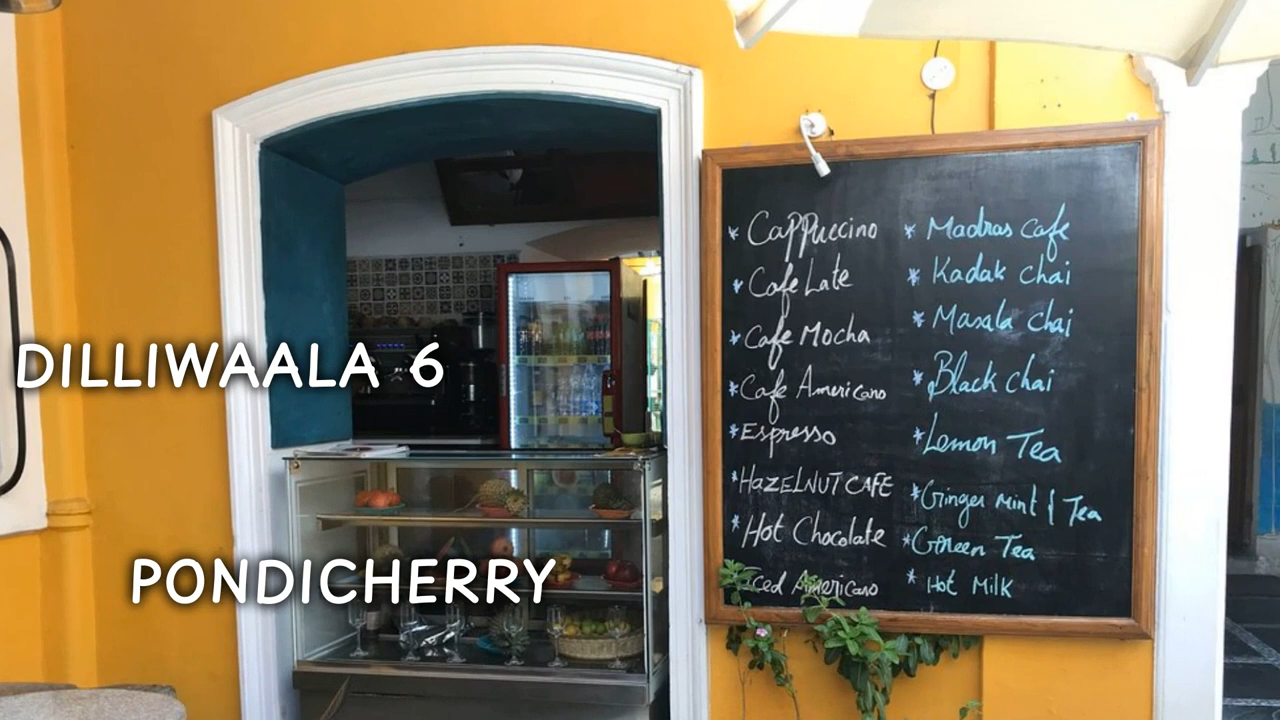 DILLIWAALA 6
PONDICHERRY
* Cappuccino
* Cafe Late
* Cafe Mocha
* Cafe Americano
* Espresso
* HAZELNUT CAFE
* Hot Chocolate
Iced Americano
* Madras cafe
* Kadak chai
* Masala chai
* Black chai
* Lemon Tea
* Ginger Mint & Tea
* Green Tea
* Hot Milk